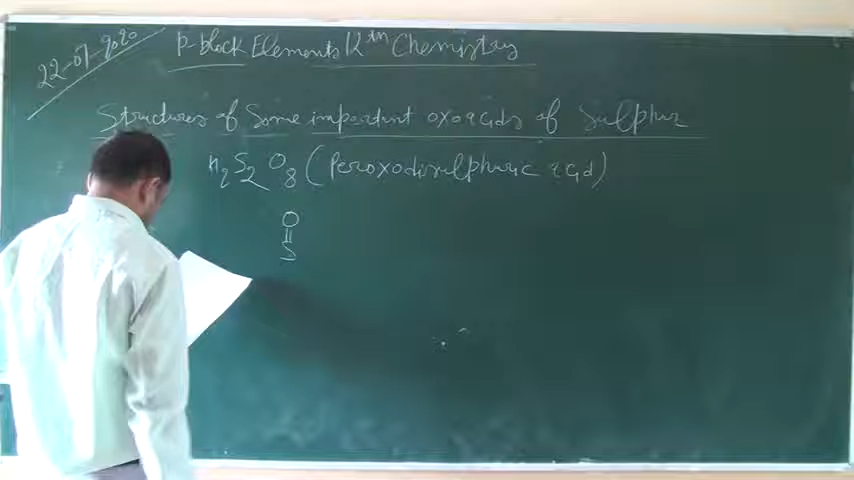 22-07-2020
p-block Elements 12th Chemistry
Structures of Some important oxoacids of Sulphur
H2S2O8 (Peroxodisulphuric acid)
O
||
S